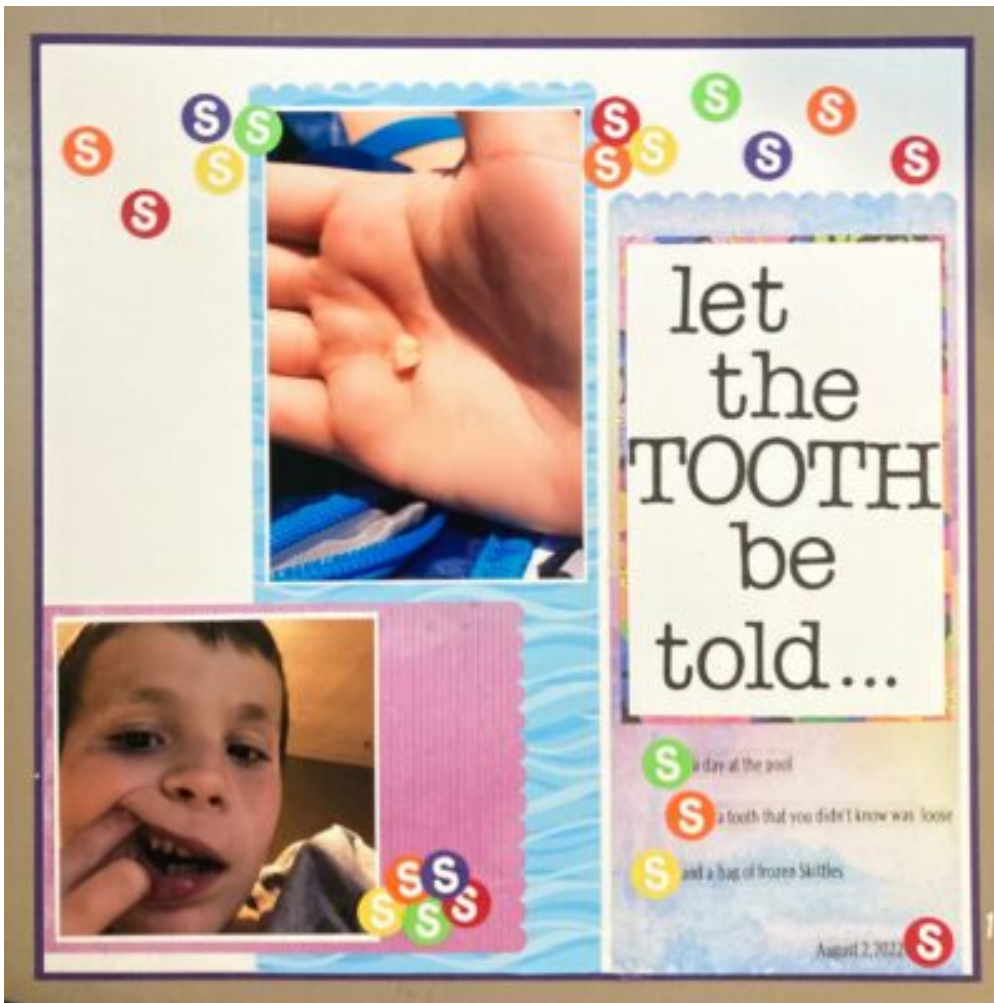 S
S
S
S
S
S
S
S
S
S
S
S
S
let
the
TOOTH
be
told...
S a day at the pool
S a tooth that you didn't know was loose
S and a bag of frozen Skittles
S
S
S
S
S
August 2, 2022 S